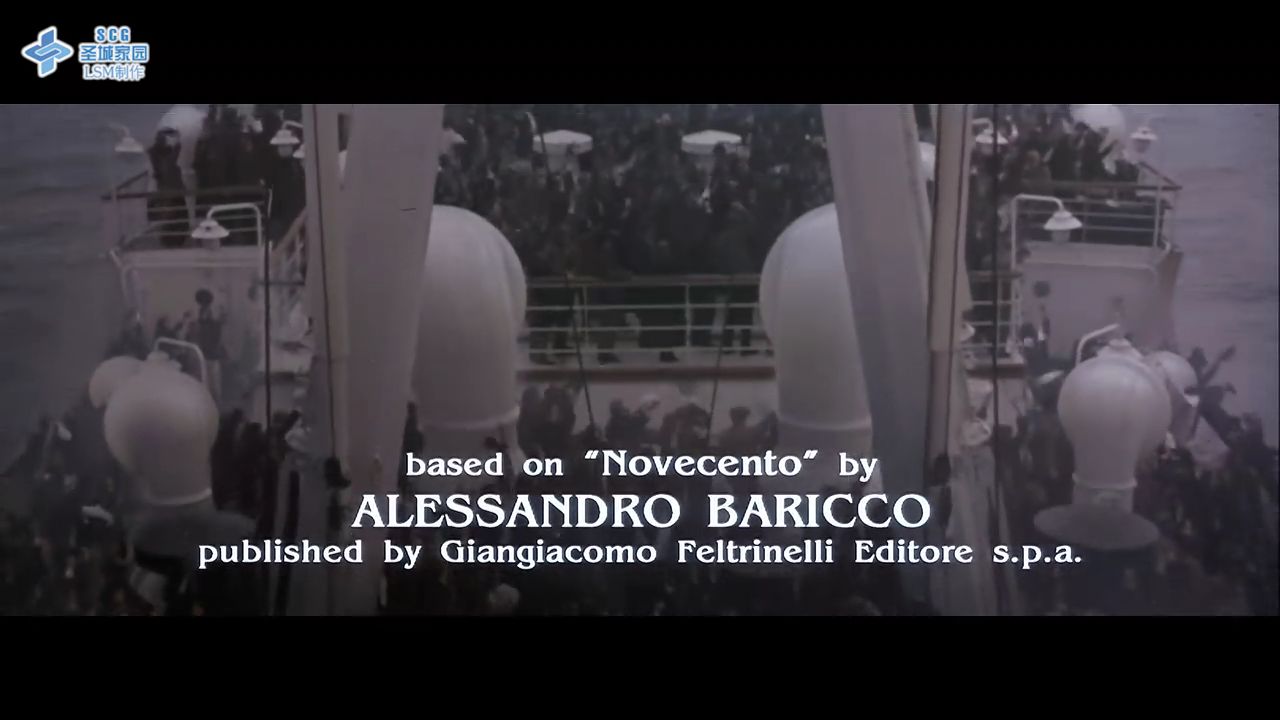 SCG
圣城家园
LSM制作
based on "Novecento" by
ALESSANDRO BARICCO
published by Giangiacomo Feltrinelli Editore s.p.a.